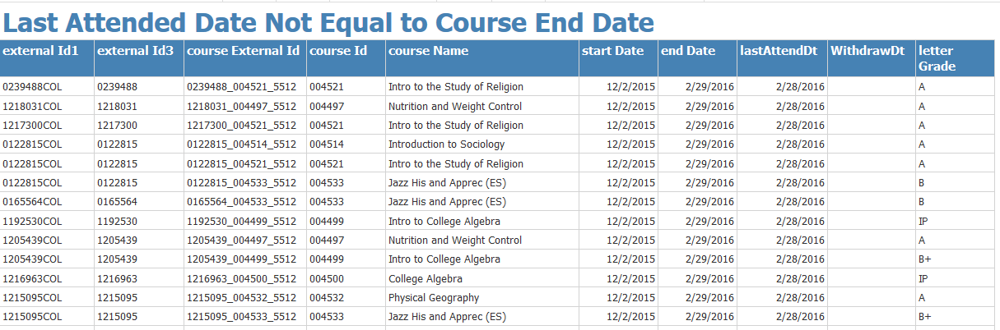 Last Attended Date Not Equal to Course End Date
external Id1 external Id3 course External Id course Id course Name start Date end Date lastAttendDt WithdrawDt letter Grade
0239488COL 0239488 0239488_004521_5512 004521 Intro to the Study of Religion 12/2/2015 2/29/2016 2/28/2016 A
1218031COL 1218031 1218031_004497_5512 004497 Nutrition and Weight Control 12/2/2015 2/29/2016 2/28/2016 A
1217300COL 1217300 1217300_004521_5512 004521 Intro to the Study of Religion 12/2/2015 2/29/2016 2/28/2016 A
0122815COL 0122815 0122815_004514_5512 004514 Introduction to Sociology 12/2/2015 2/29/2016 2/28/2016 A
0122815COL 0122815 0122815_004521_5512 004521 Intro to the Study of Religion 12/2/2015 2/29/2016 2/28/2016 A
0122815COL 0122815 0122815_004533_5512 004533 Jazz His and Apprec (ES) 12/2/2015 2/29/2016 2/28/2016 B
0165564COL 0165564 0165564_004533_5512 004533 Jazz His and Apprec (ES) 12/2/2015 2/29/2016 2/28/2016 B
1192530COL 1192530 1192530_004499_5512 004499 Intro to College Algebra 12/2/2015 2/29/2016 2/28/2016 IP
1205439COL 1205439 1205439_004497_5512 004497 Nutrition and Weight Control 12/2/2015 2/29/2016 2/28/2016 A
1205439COL 1205439 1205439_004499_5512 004499 Intro to College Algebra 12/2/2015 2/29/2016 2/28/2016 B+
1216963COL 1216963 1216963_004500_5512 004500 College Algebra 12/2/2015 2/29/2016 2/28/2016 IP
1215095COL 1215095 1215095_004532_5512 004532 Physical Geography 12/2/2015 2/29/2016 2/28/2016 A
1215095COL 1215095 1215095_004533_5512 004533 Jazz His and Apprec (ES) 12/2/2015 2/29/2016 2/28/2016 B+